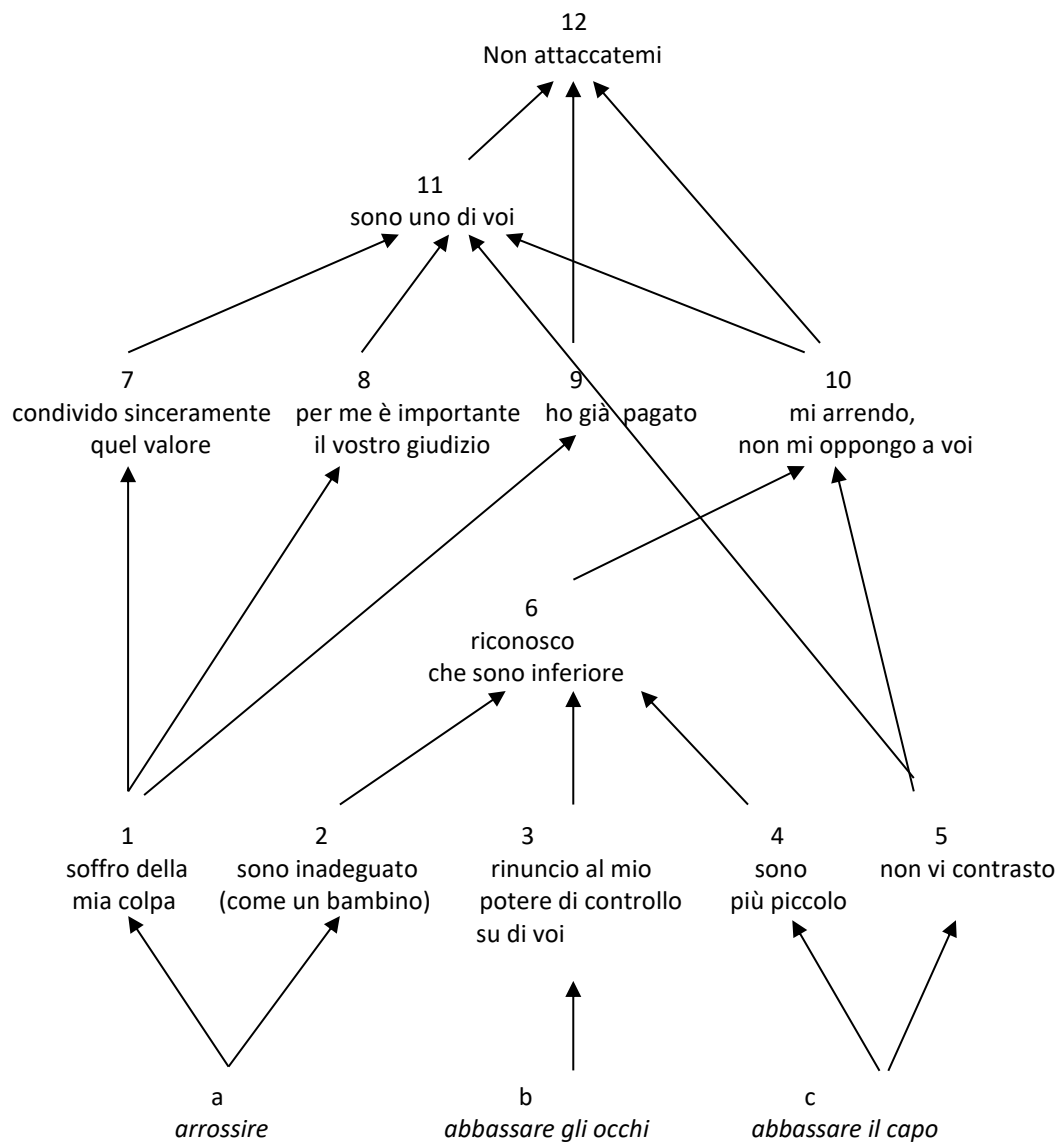 12
Non attaccatemi
11
sono uno di voi
7
condivido sinceramente
quel valore
8
per me è importante
il vostro giudizio
9
ho già pagato
10
mi arrendo,
non mi oppongo a voi
6
riconosco
che sono inferiore
1
soffro della
mia colpa
2
sono inadeguato
(come un bambino)
3
rinuncio al mio
potere di controllo
su di voi
4
sono
più piccolo
5
non vi contrasto
a
arrossire
b
abbassare gli occhi
c
abbassare il capo